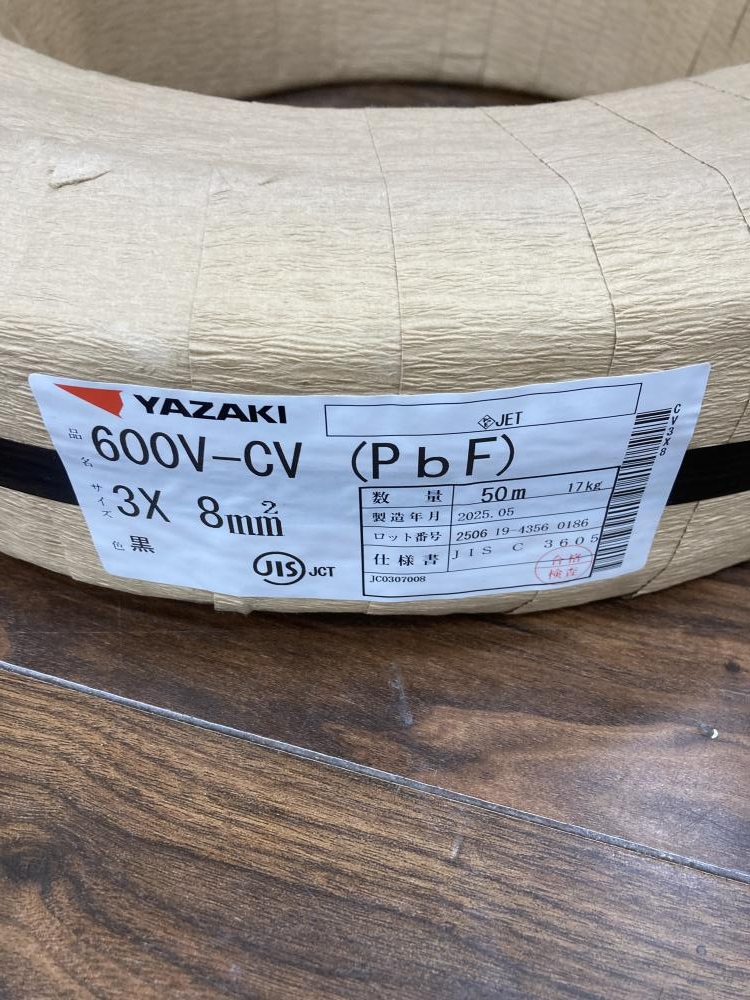 YAZAKI
<PS>E JET
品名 600V-CV (PbF)
サイズ 3X 8mm2
色 黒
JIS JCT
数 量 50m 17kg
製造年月 2025.05
ロット番号 2506 19-4356 0186
仕様書 JIS C 3605
合格
検査
JC0307008
CV3X8